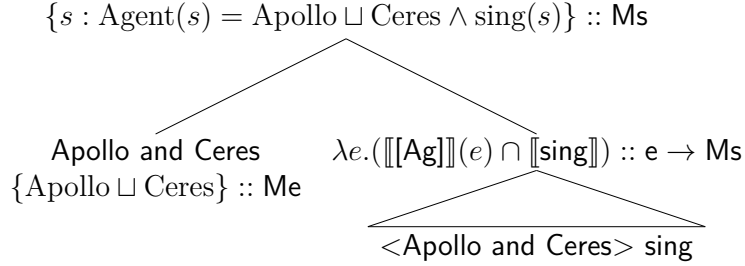 {s : Agent(s) = Apollo ⊔ Ceres ∧ sing(s)} :: Ms
Apollo and Ceres
{Apollo ⊔ Ceres} :: Me
λe.(⟦[Ag]⟧(e) ∩ ⟦sing⟧) :: e → Ms
<Apollo and Ceres> sing